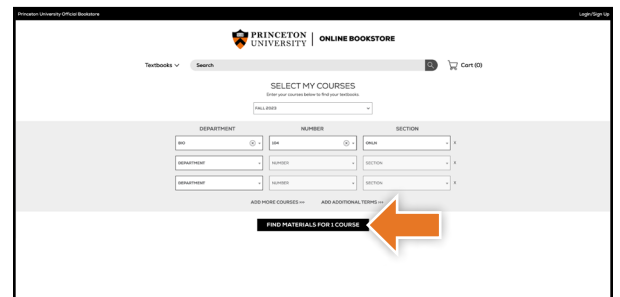 Princeton University Official Bookstore Login/Sign Up
PRINCETON
UNIVERSITY
ONLINE BOOKSTORE
Textbooks Search Cart (0)
SELECT MY COURSES
Enter your courses below to find your textbooks.
FALL 2023
DEPARTMENT NUMBER SECTION
BIO ONLN
DEPARTMENT NUMBER SECTION
DEPARTMENT NUMBER SECTION
ADD MORE COURSES ADD ADDITIONAL TERMS
FIND MATERIALS FOR 1 COURSE